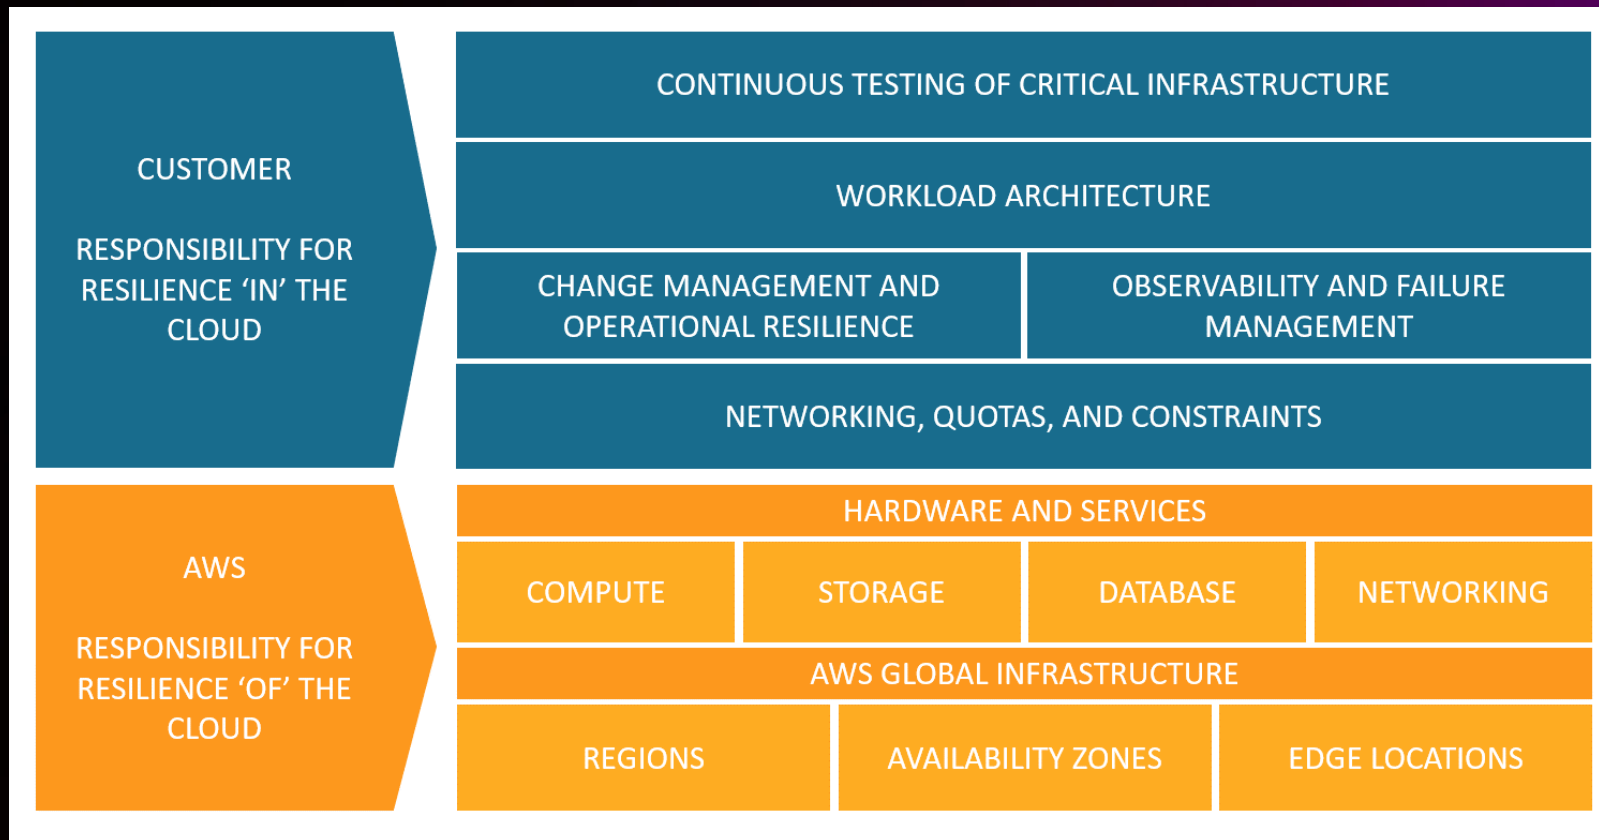 CUSTOMER
RESPONSIBILITY FOR
RESILIENCE ‘IN’ THE
CLOUD
CONTINUOUS TESTING OF CRITICAL INFRASTRUCTURE
WORKLOAD ARCHITECTURE
CHANGE MANAGEMENT AND
OPERATIONAL RESILIENCE
OBSERVABILITY AND FAILURE
MANAGEMENT
NETWORKING, QUOTAS, AND CONSTRAINTS
AWS
RESPONSIBILITY FOR
RESILIENCE ‘OF’ THE
CLOUD
HARDWARE AND SERVICES
COMPUTE
STORAGE
DATABASE
NETWORKING
AWS GLOBAL INFRASTRUCTURE
REGIONS
AVAILABILITY ZONES
EDGE LOCATIONS